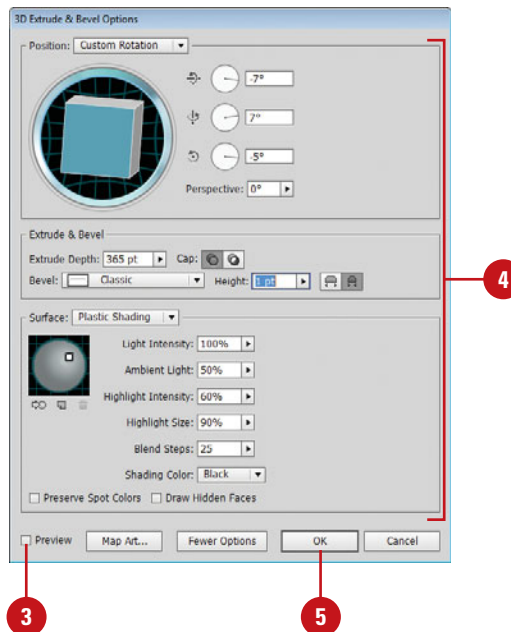 3D Extrude & Bevel Options
Position: Custom Rotation
-7°
7°
-5°
Perspective: 0°
Extrude & Bevel
Extrude Depth: 365 pt Cap:
Bevel: Classic Height: 1 pt
4
Surface: Plastic Shading
Light Intensity: 100%
Ambient Light: 50%
Highlight Intensity: 60%
Highlight Size: 90%
Blend Steps: 25
Shading Color: Black
Preserve Spot Colors Draw Hidden Faces
Preview Map Art... Fewer Options OK Cancel
3 5